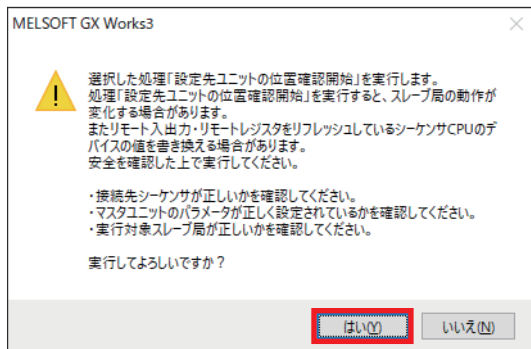 MELSOFT GX Works3
選択した処理「設定先ユニットの位置確認開始」を実行します。
処理「設定先ユニットの位置確認開始」を実行すると、スレーブ局の動作が
変化する場合があります。
またリモート入出力・リモートレジスタをリフレッシュしているシーケンサCPUのデ
バイスの値を書き換える場合があります。
安全を確認した上で実行してください。
・接続先シーケンサが正しいかを確認してください。
・マスタユニットのパラメータが正しく設定されているかを確認してください。
・実行対象スレーブ局が正しいかを確認してください。
実行してよろしいですか？
はい(Y)
いいえ(N)